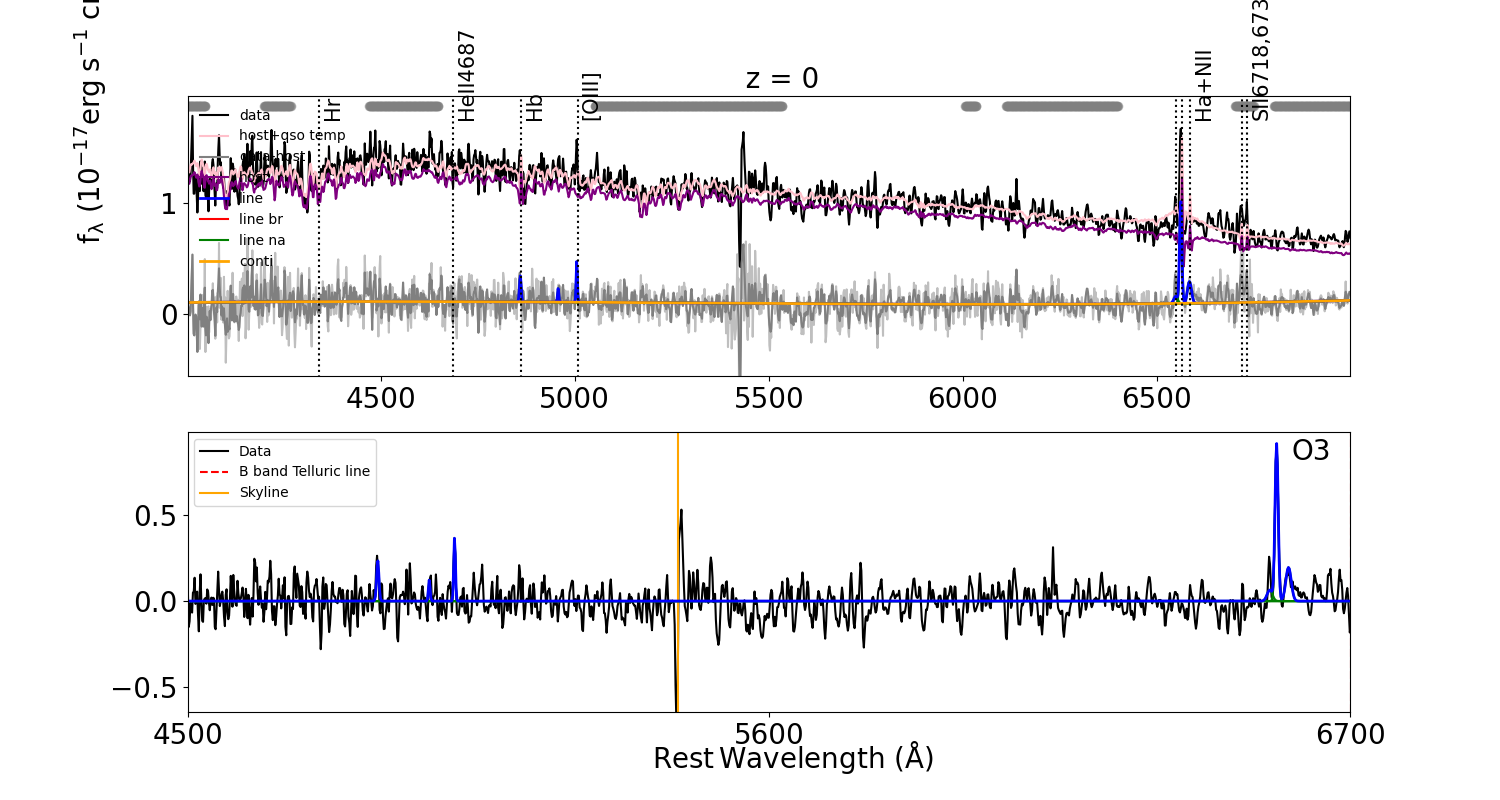 z = 0
f_λ (10^−17 erg s^−1 c
Hr
HeII4687
Hb
[OIII]
Ha+NII
SII6718,673
data
host+qso temp
data-host
host
line
line br
line na
conti
1
0
4500
5000
5500
6000
6500
Data
B band Telluric line
Skyline
O3
0.5
0.0
−0.5
4500
5600
6700
Rest Wavelength (Å)